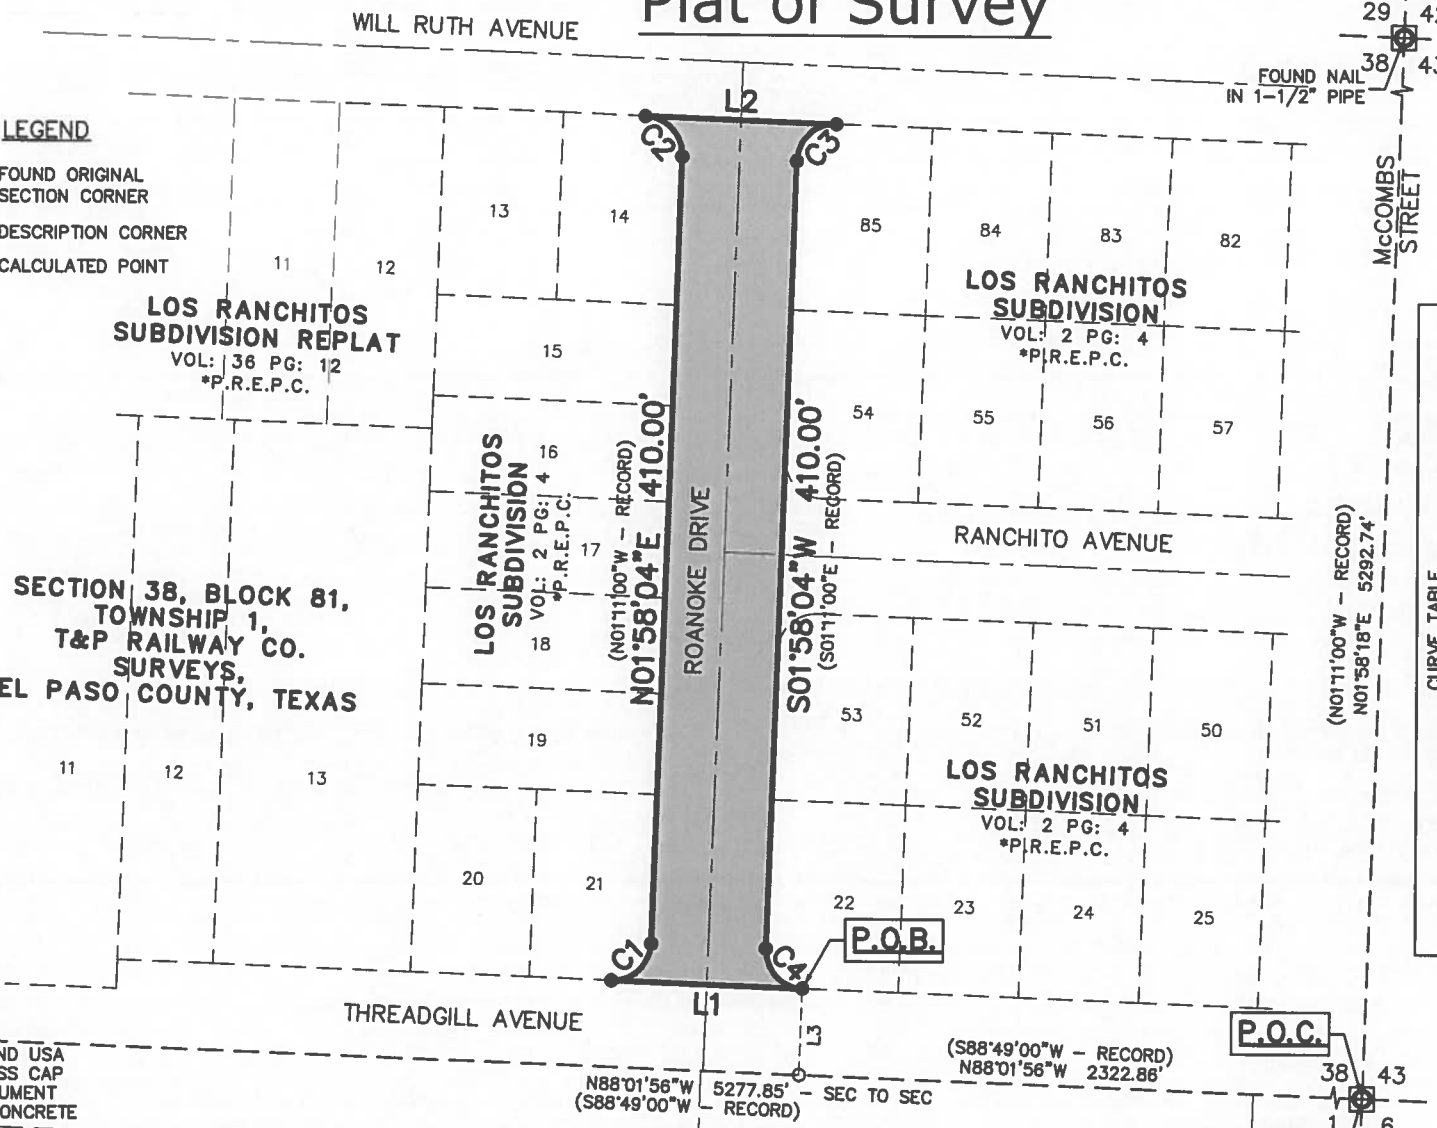 Plat of Survey
WILL RUTH AVENUE
29
38
FOUND NAIL
IN 1-1/2" PIPE
McCOMBS
STREET
LEGEND
FOUND ORIGINAL
SECTION CORNER
DESCRIPTION CORNER
CALCULATED POINT
L2
C2
C3
11
12
13
14
85
84
83
82
LOS RANCHITOS
SUBDIVISION REPLAT
VOL: 36 PG: 12
*P.R.E.P.C.
LOS RANCHITOS
SUBDIVISION
VOL: 2 PG: 4
*P.R.E.P.C.
15
16
17
18
19
LOS RANCHITOS
SUBDIVISION
VOL: 2 PG: 4
*P.R.E.P.C.
(N01°11'00"W - RECORD)
N01°58'04"E 410.00'
ROANOKE DRIVE
S01°58'04"W 410.00'
(S01°11'00"E - RECORD)
54
55
56
57
RANCHITO AVENUE
(N01°11'00"W - RECORD)
N01°58'18"E 5292.74'
CURVE TABLE
SECTION 38, BLOCK 81,
TOWNSHIP 1,
T&P RAILWAY CO.
SURVEYS,
EL PASO COUNTY, TEXAS
11
12
13
53
52
51
50
LOS RANCHITOS
SUBDIVISION
VOL: 2 PG: 4
*P.R.E.P.C.
20
21
22
23
24
25
P.O.B.
C1
C4
L1
L3
THREADGILL AVENUE
P.O.C.
(S88°49'00"W - RECORD)
N88°01'56"W 2322.86'
N88°01'56"W 5277.85' - SEC TO SEC
(S88°49'00"W - RECORD)
38
43
1
6
USA
CAP